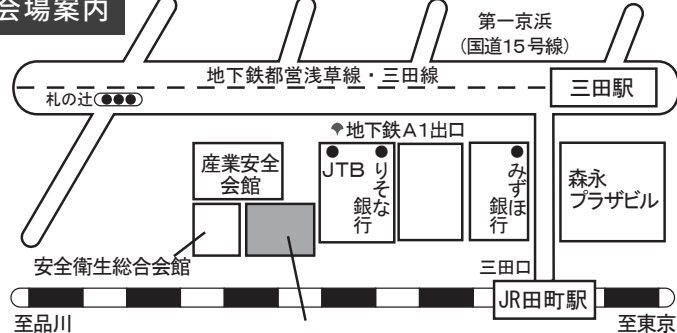 会場案内
第一京浜
(国道15号線)
地下鉄都営浅草線・三田線
三田駅
札の辻
地下鉄A1出口
産業安全
会館
JTB
りそな
銀行
みずほ
銀行
森永
プラザビル
安全衛生総合会館
三田口
JR田町駅
至品川
至東京